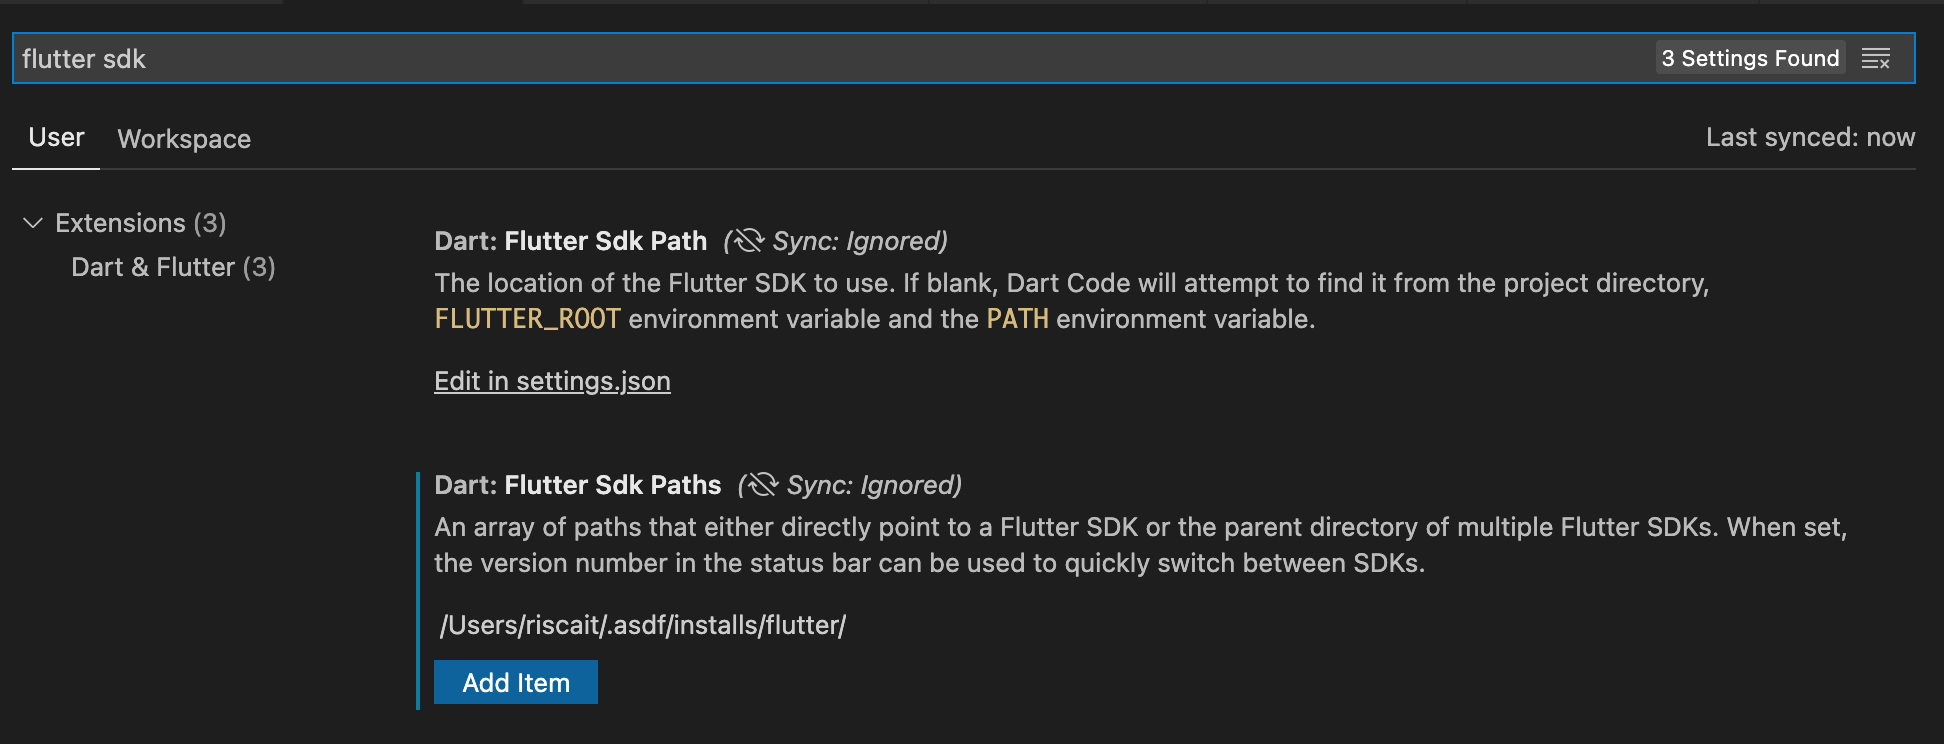 flutter sdk
3 Settings Found
User
Workspace
Last synced: now
Extensions (3)
Dart & Flutter (3)
Dart: Flutter Sdk Path (Sync: Ignored)
The location of the Flutter SDK to use. If blank, Dart Code will attempt to find it from the project directory,
FLUTTER_ROOT environment variable and the PATH environment variable.
Edit in settings.json
Dart: Flutter Sdk Paths (Sync: Ignored)
An array of paths that either directly point to a Flutter SDK or the parent directory of multiple Flutter SDKs. When set,
the version number in the status bar can be used to quickly switch between SDKs.
/Users/riscait/.asdf/installs/flutter/
Add Item